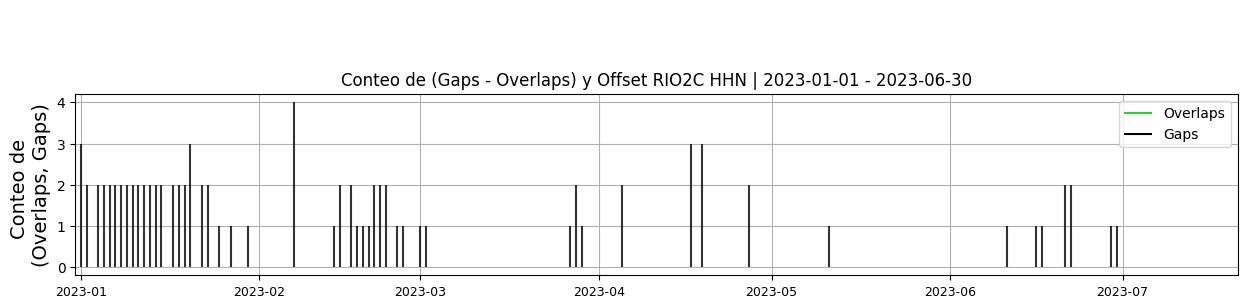 Conteo de (Gaps - Overlaps) y Offset RIO2C HHN | 2023-01-01 - 2023-06-30
Conteo de
(Overlaps, Gaps)
4
3
2
1
0
Overlaps
Gaps
2023-01
2023-02
2023-03
2023-04
2023-05
2023-06
2023-07